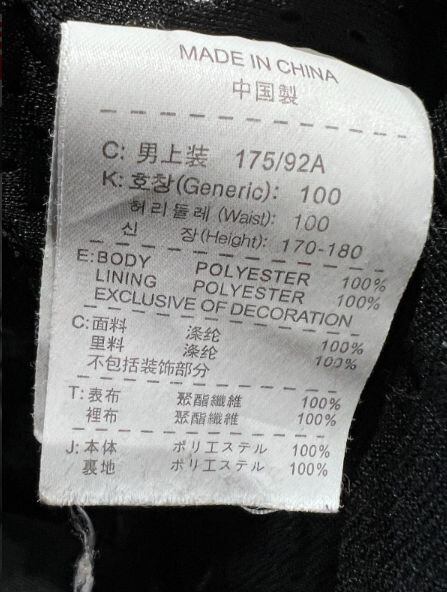 MADE IN CHINA
中国製
C: 男上装 175/92A
K: 호칭(Generic): 100
허리둘레 (Waist): 100
신 장(Height): 170-180
E:BODY POLYESTER 100%
LINING POLYESTER 100%
EXCLUSIVE OF DECORATION
C:面料 涤纶 100%
里料 涤纶 100%
不包括装饰部分
T:表布 聚酯纖維 100%
裡布 聚酯纖維 100%
J:本体 ポリエステル 100%
裏地 ポリエステル 100%